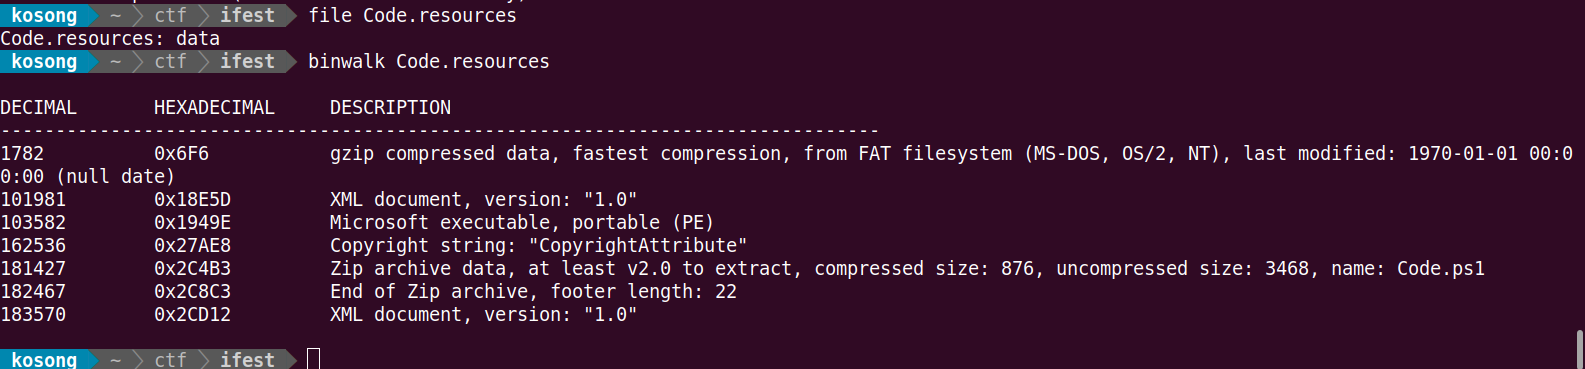 kosong ~ ctf ifest file Code.resources
Code.resources: data
kosong ~ ctf ifest binwalk Code.resources
DECIMAL HEXADECIMAL DESCRIPTION
--------------------------------------------------------------------------------
1782 0x6F6 gzip compressed data, fastest compression, from FAT filesystem (MS-DOS, OS/2, NT), last modified: 1970-01-01 00:0
0:00 (null date)
101981 0x18E5D XML document, version: "1.0"
103582 0x1949E Microsoft executable, portable (PE)
162536 0x27AE8 Copyright string: "CopyrightAttribute"
181427 0x2C4B3 Zip archive data, at least v2.0 to extract, compressed size: 876, uncompressed size: 3468, name: Code.ps1
182467 0x2C8C3 End of Zip archive, footer length: 22
183570 0x2CD12 XML document, version: "1.0"
kosong ~ ctf ifest